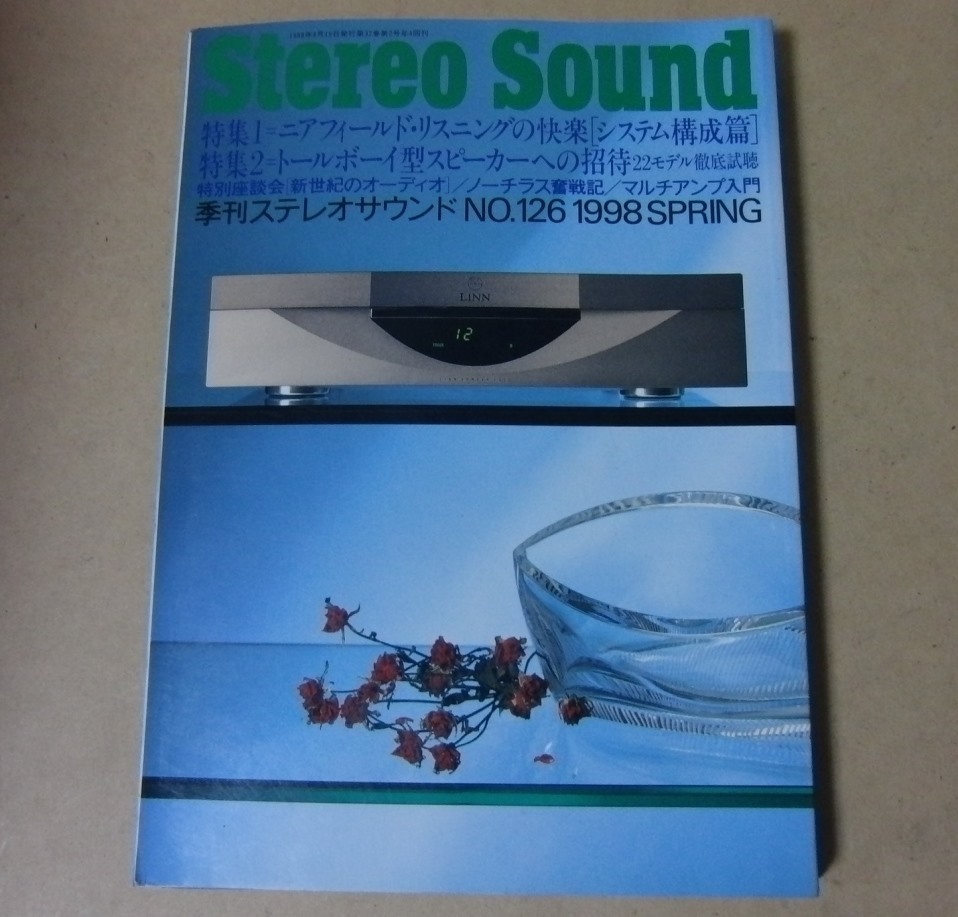 Stereo Sound
特集1=ニアフィールド・リスニングの快楽[システム構成篇]
特集2=トールボーイ型スピーカーへの招待 22モデル徹底試聴
特別座談会[新世紀のオーディオ]/ノーチラス奮戦記/マルチアンプ入門
季刊ステレオサウンド NO.126 1998 SPRING
LINN
12